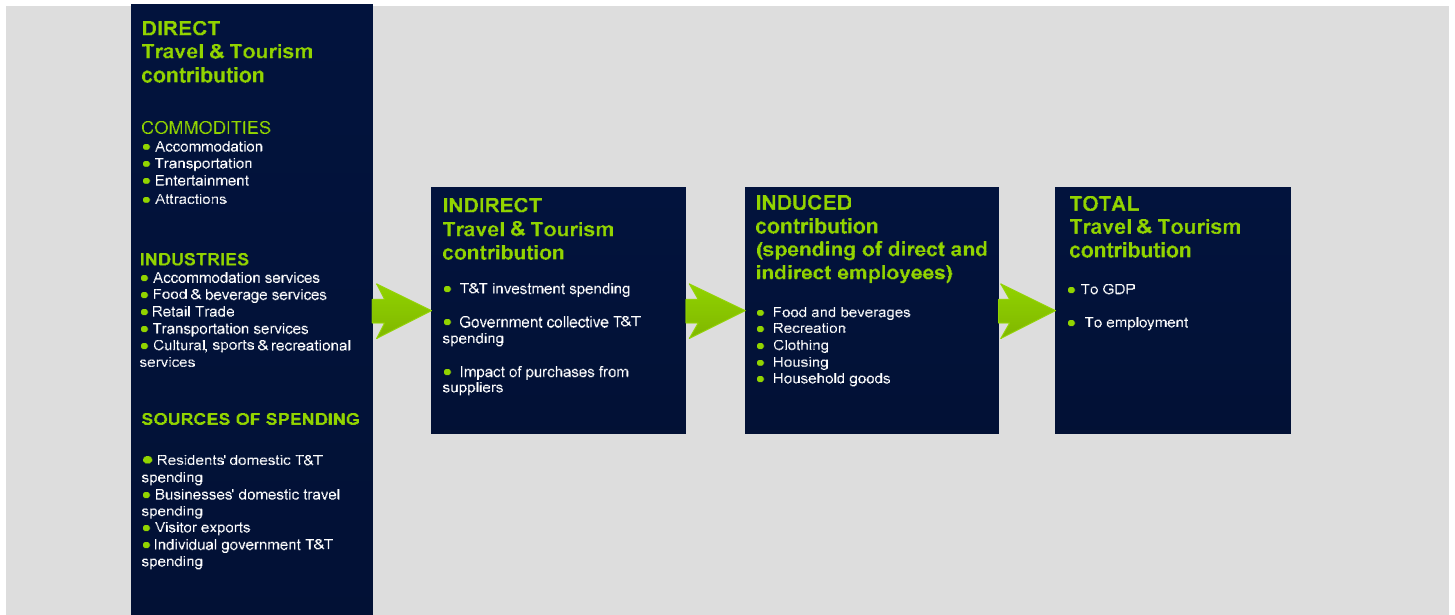 DIRECT
Travel & Tourism
contribution
COMMODITIES
● Accommodation
● Transportation
● Entertainment
● Attractions
INDUSTRIES
● Accommodation services
● Food & beverage services
● Retail Trade
● Transportation services
● Cultural, sports & recreational
services
SOURCES OF SPENDING
● Residents' domestic T&T
spending
● Businesses' domestic travel
spending
● Visitor exports
● Individual government T&T
spending
INDIRECT
Travel & Tourism
contribution
● T&T investment spending
● Government collective T&T
spending
● Impact of purchases from
suppliers
INDUCED
contribution
(spending of direct and
indirect employees)
● Food and beverages
● Recreation
● Clothing
● Housing
● Household goods
TOTAL
Travel & Tourism
contribution
● To GDP
● To employment